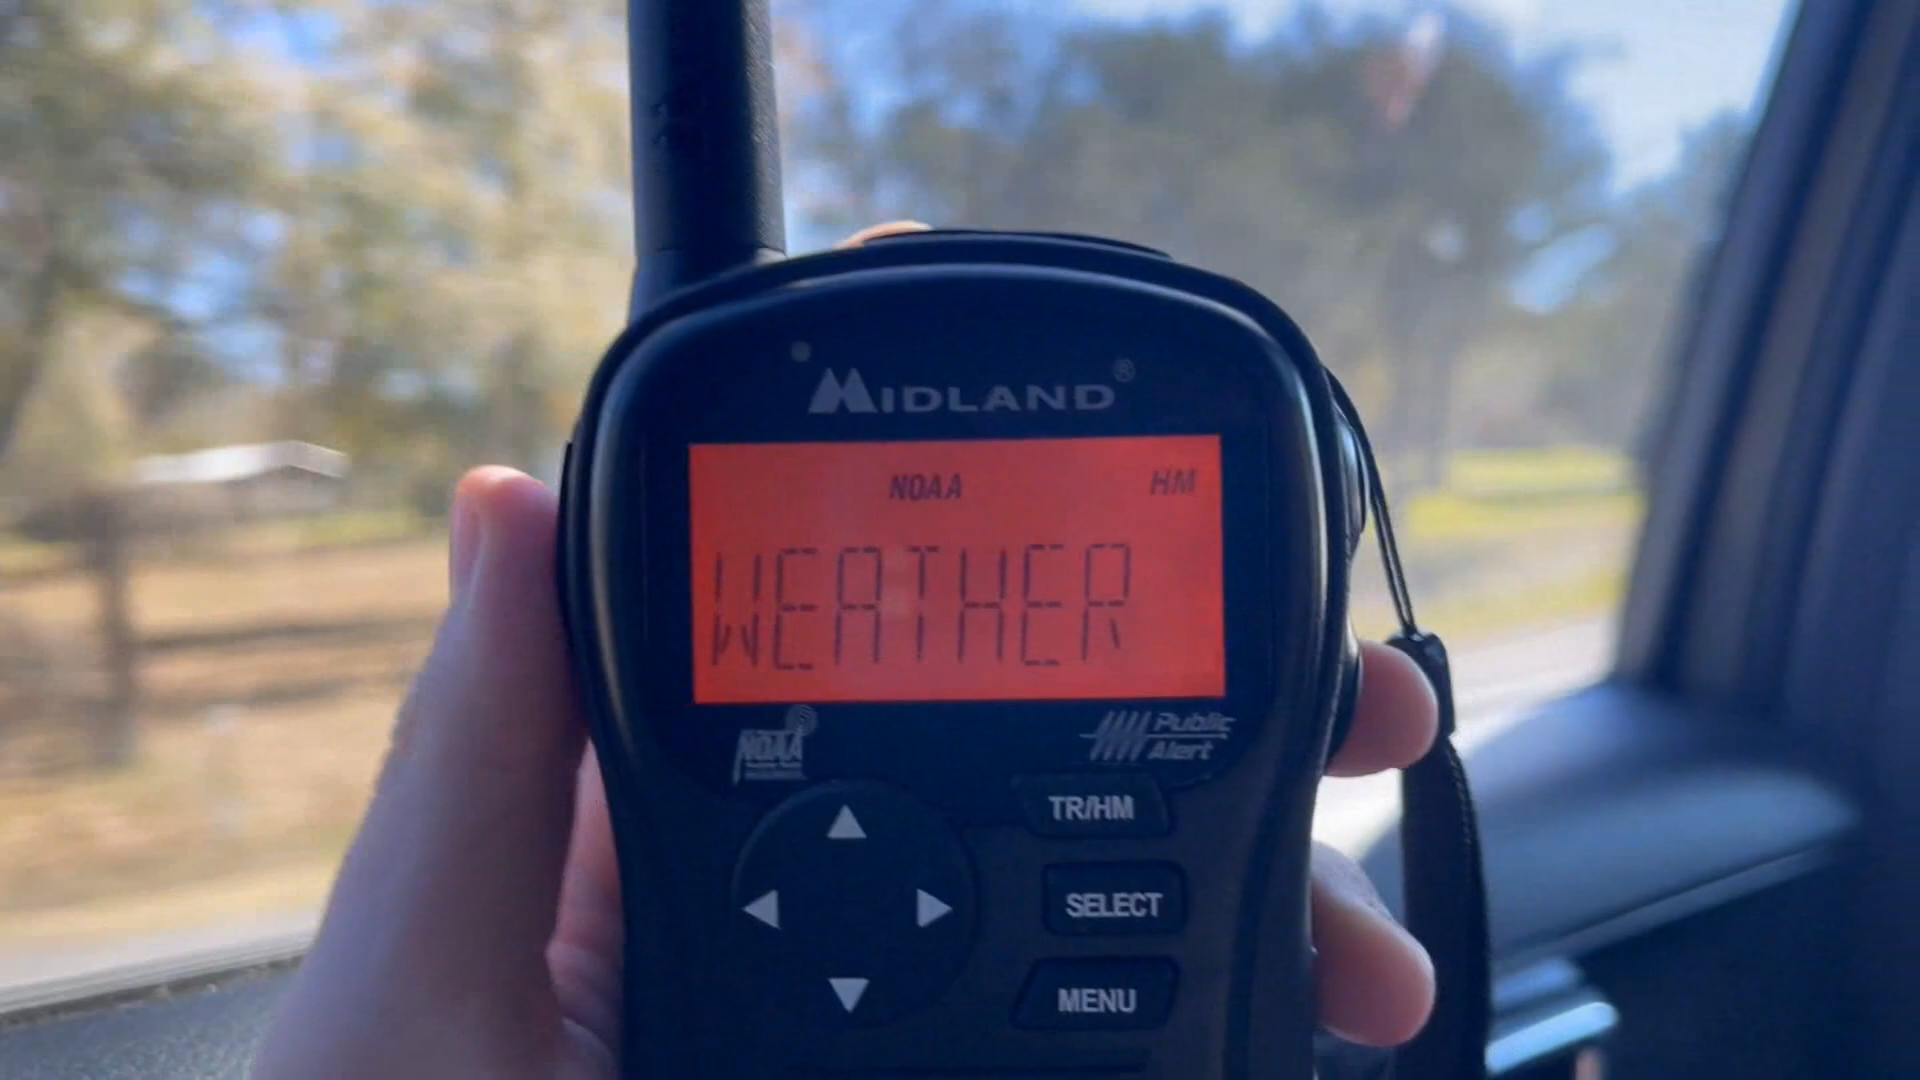 MIDLAND®
NOAA HM
WEATHER
NOAA
Public
Alert
TR/HM
SELECT
MENU